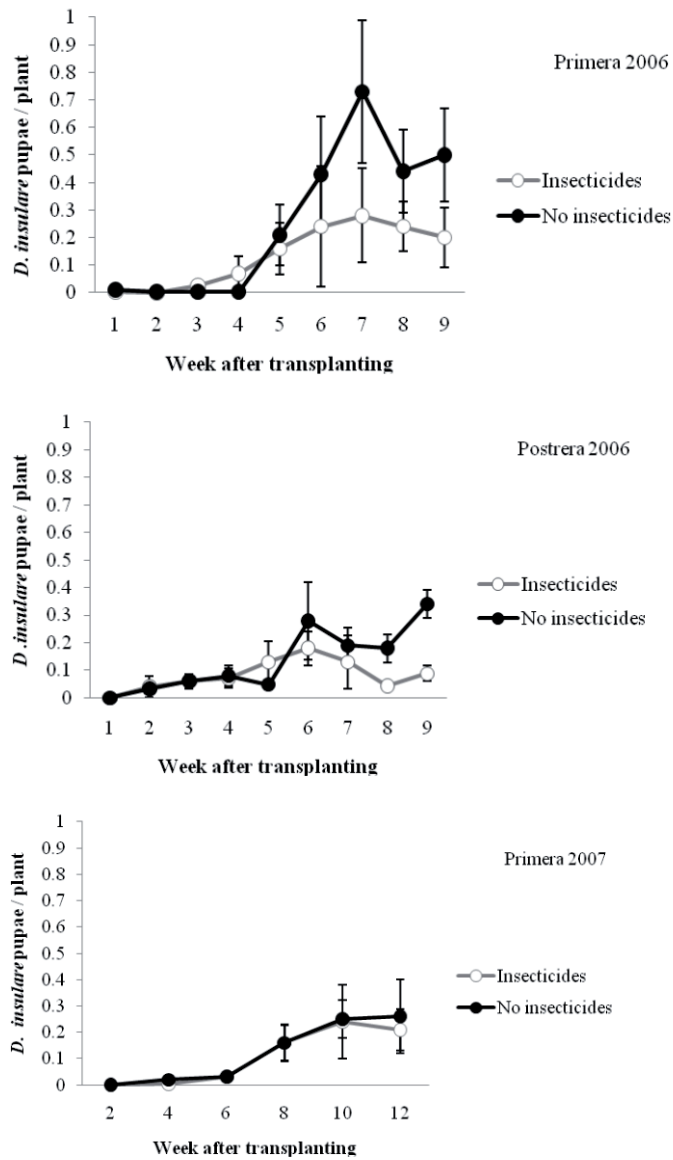 1
0.9
0.8
0.7
0.6
0.5
0.4
0.3
0.2
0.1
0
D. insulare pupae / plant
Primera 2006
Insecticides
No insecticides
1 2 3 4 5 6 7 8 9
Week after transplanting
1
0.9
0.8
0.7
0.6
0.5
0.4
0.3
0.2
0.1
0
D. insulare pupae / plant
Postrera 2006
Insecticides
No insecticides
1 2 3 4 5 6 7 8 9
Week after transplanting
1
0.9
0.8
0.7
0.6
0.5
0.4
0.3
0.2
0.1
0
D. insulare pupae / plant
Primera 2007
Insecticides
No insecticides
2 4 6 8 10 12
Week after transplanting